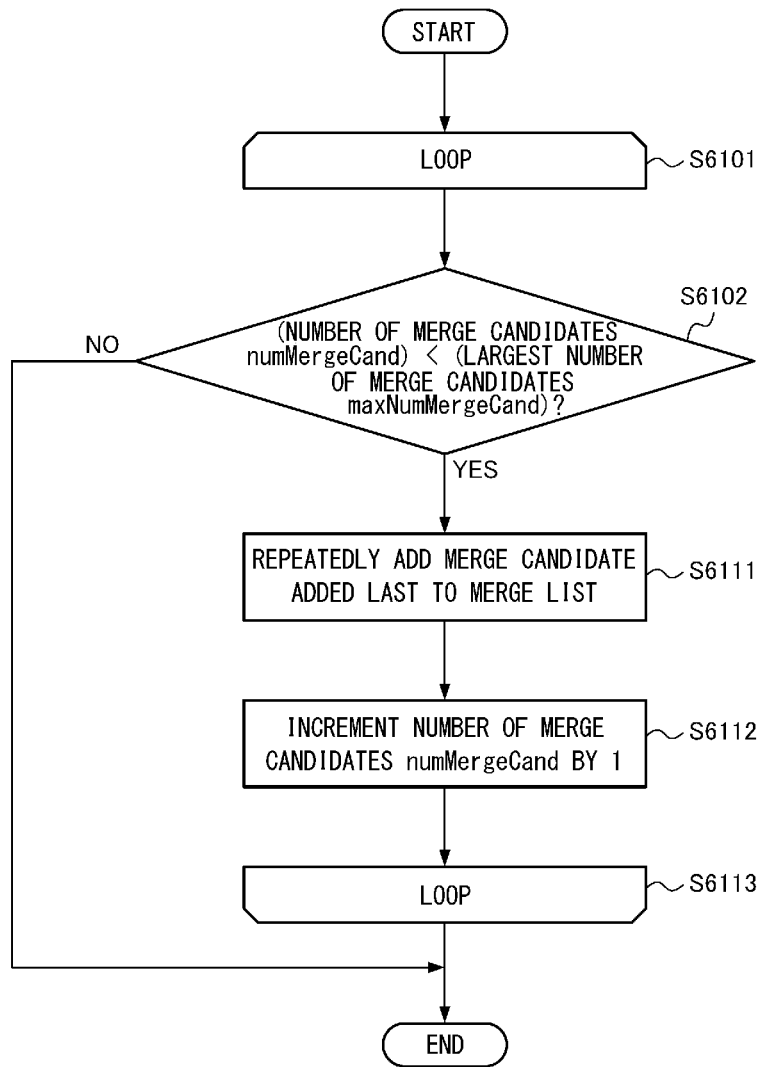 START
LOOP
S6101
S6102
(NUMBER OF MERGE CANDIDATES
numMergeCand) < (LARGEST NUMBER
OF MERGE CANDIDATES
maxNumMergeCand)?
NO
YES
REPEATEDLY ADD MERGE CANDIDATE
ADDED LAST TO MERGE LIST
S6111
INCREMENT NUMBER OF MERGE
CANDIDATES numMergeCand BY 1
S6112
LOOP
S6113
END